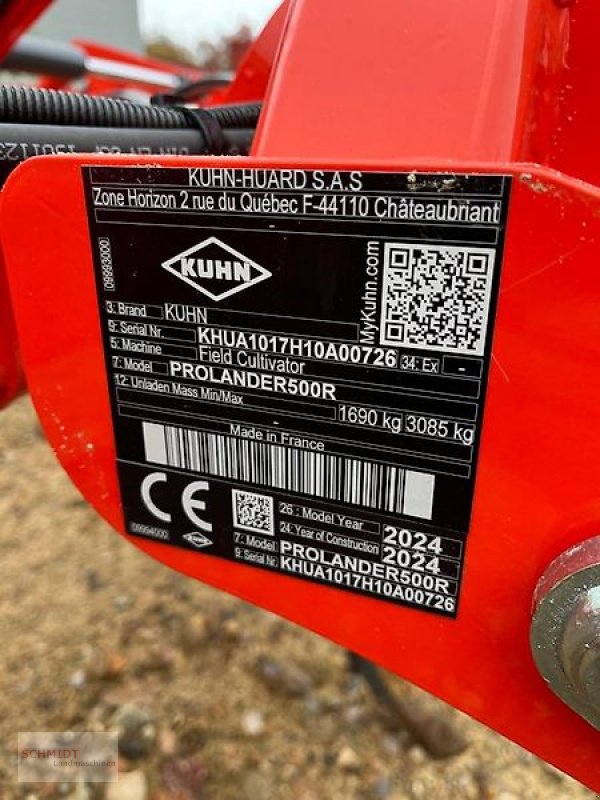 KUHN-HUARD S.A.S
Zone Horizon 2 rue du Québec F-44110 Châteaubriant
09993000
KUHN
MyKuhn.com
3: Brand KUHN
9: Serial Nr. KHUA1017H10A00726 34: Ex -
5: Machine Field Cultivator
7: Model PROLANDER500R
12: Unladen Mass Min/Max 1690 kg 3085 kg
Made in France
CE
26 : Model Year 2024
24: Year of Construction 2024
7: Model PROLANDER500R
9: Serial Nr. KHUA1017H10A00726
09994000
KUHN
SCHMIDT
Landmaschinen